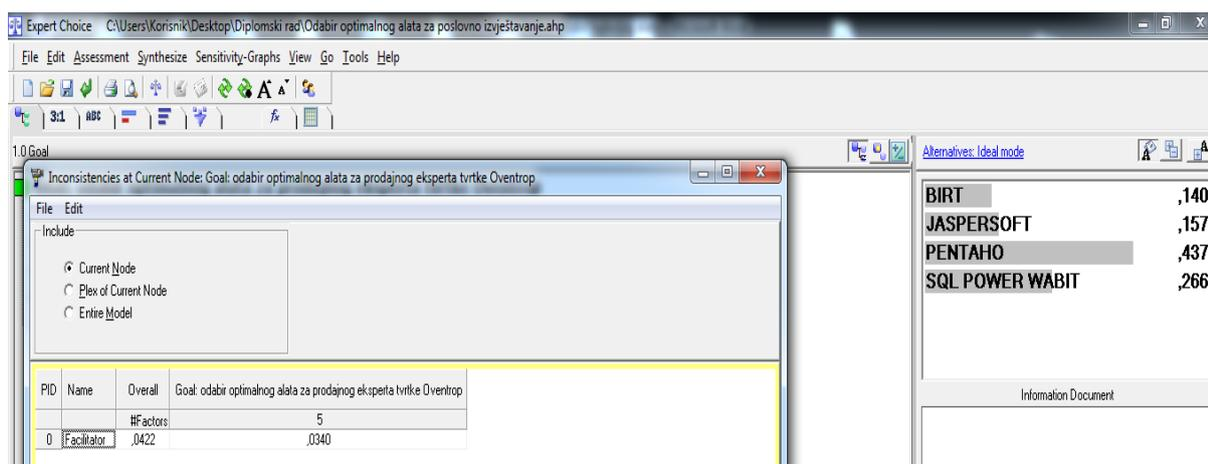 Expert Choice C:\Users\Korisnik\Desktop\Diplomski rad\Odabir optimalnog alata za poslovno izvještavanje.ahp
File Edit Assessment Synthesize Sensitivity-Graphs View Go Tools Help
3:1 ABC fx
1.0 Goal
Alternatives: Ideal mode
Inconsistencies at Current Node: Goal: odabir optimalnog alata za prodajnog eksperta tvrtke Oventrop
File Edit
Include
Current Node
Plex of Current Node
Entire Model
BIRT ,140
JASPERSOFT ,157
PENTAHO ,437
SQL POWER WABIT ,266
Information Document
PID Name Overall Goal: odabir optimalnog alata za prodajnog eksperta tvrtke Oventrop
#Factors 5
0 Facilitator ,0422 ,0340